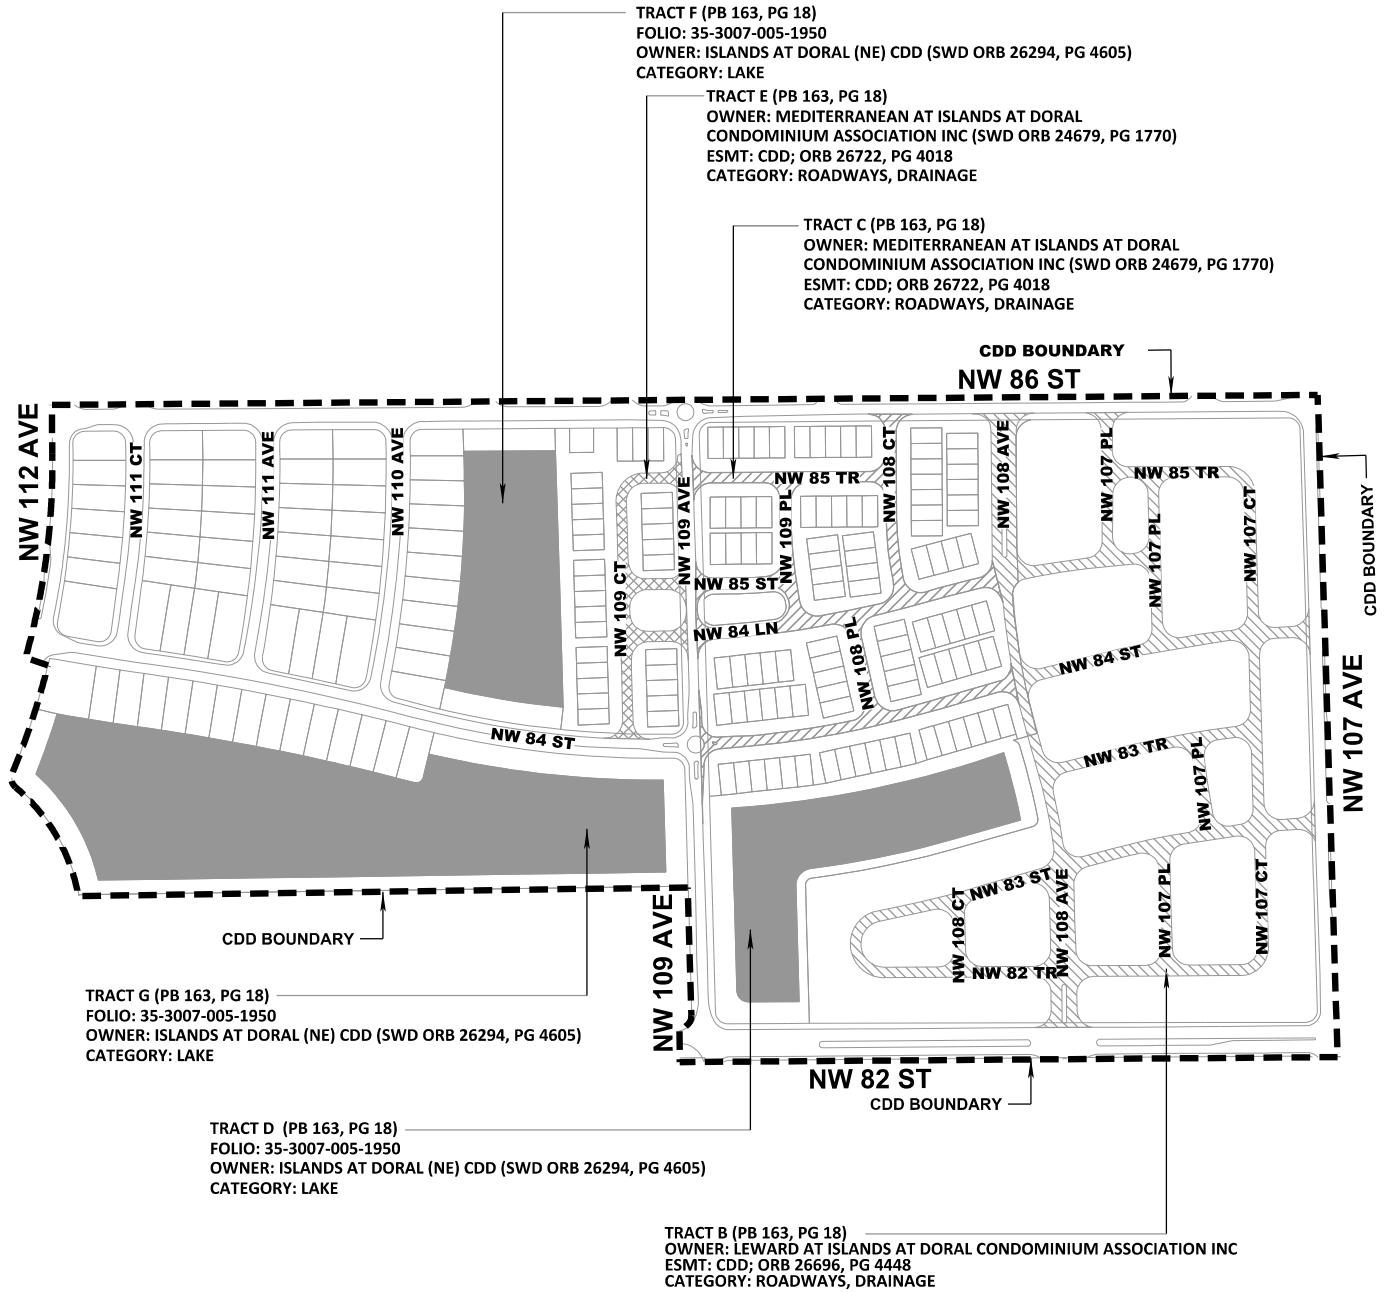 TRACT F (PB 163, PG 18)
FOLIO: 35-3007-005-1950
OWNER: ISLANDS AT DORAL (NE) CDD (SWD ORB 26294, PG 4605)
CATEGORY: LAKE
TRACT E (PB 163, PG 18)
OWNER: MEDITERRANEAN AT ISLANDS AT DORAL
CONDOMINIUM ASSOCIATION INC (SWD ORB 24679, PG 1770)
ESMT: CDD; ORB 26722, PG 4018
CATEGORY: ROADWAYS, DRAINAGE
TRACT C (PB 163, PG 18)
OWNER: MEDITERRANEAN AT ISLANDS AT DORAL
CONDOMINIUM ASSOCIATION INC (SWD ORB 24679, PG 1770)
ESMT: CDD; ORB 26722, PG 4018
CATEGORY: ROADWAYS, DRAINAGE
CDD BOUNDARY
NW 86 ST
NW 112 AVE
NW 111 CT
NW 111 AVE
NW 110 AVE
NW 109 CT
NW 109 AVE
NW 85 TR
NW 109 PL
NW 108 CT
NW 108 AVE
NW 107 PL
NW 85 TR
NW 107 PL
NW 107 CT
CDD BOUNDARY
NW 85 ST
NW 84 LN
NW 108 PL
NW 84 ST
NW 107 AVE
NW 84 ST
NW 83 TR
NW 107 PL
NW 83 ST
NW 108 CT
NW 108 AVE
NW 107 PL
NW 107 CT
NW 82 TR
CDD BOUNDARY
NW 109 AVE
TRACT G (PB 163, PG 18)
FOLIO: 35-3007-005-1950
OWNER: ISLANDS AT DORAL (NE) CDD (SWD ORB 26294, PG 4605)
CATEGORY: LAKE
NW 82 ST
CDD BOUNDARY
TRACT D (PB 163, PG 18)
FOLIO: 35-3007-005-1950
OWNER: ISLANDS AT DORAL (NE) CDD (SWD ORB 26294, PG 4605)
CATEGORY: LAKE
TRACT B (PB 163, PG 18)
OWNER: LEWARD AT ISLANDS AT DORAL CONDOMINIUM ASSOCIATION INC
ESMT: CDD; ORB 26696, PG 4448
CATEGORY: ROADWAYS, DRAINAGE